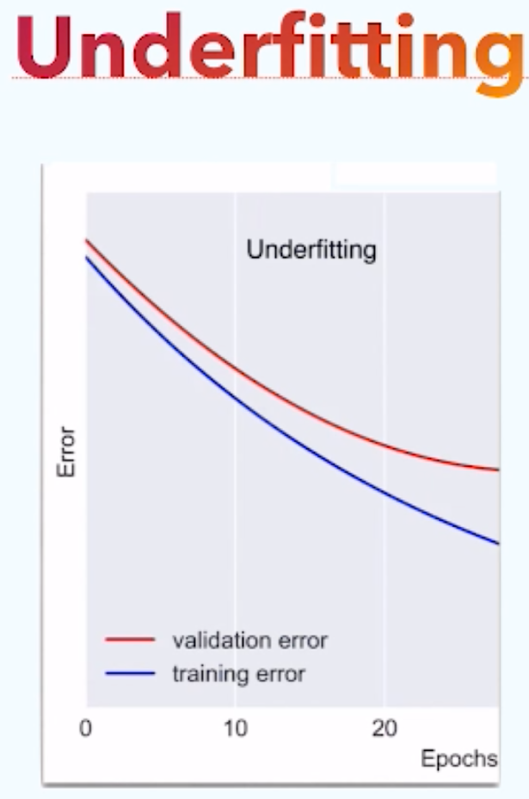 Underfitting
Underfitting
Error
validation error
training error
0 10 20
Epochs